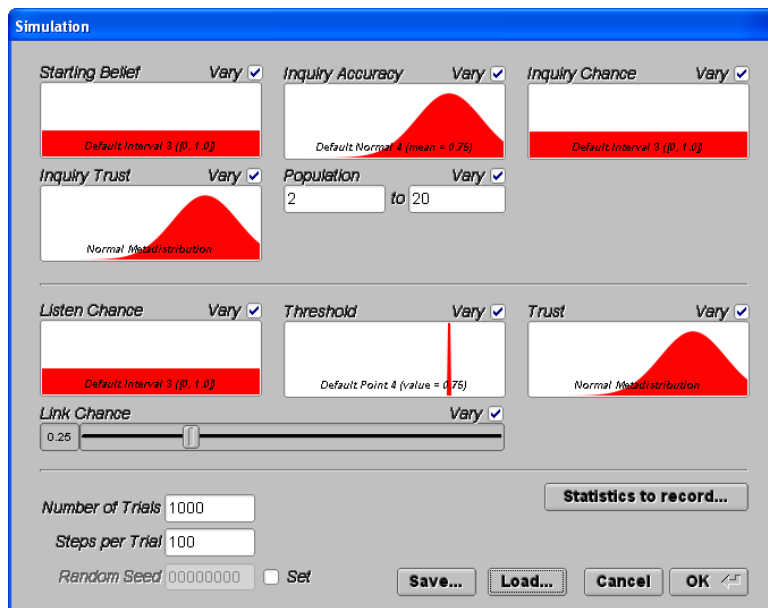 Simulation
Starting Belief Vary Inquiry Accuracy Vary Inquiry Chance Vary
Default Interval 3 ([0, 1.0]) Default Normal 4 (mean = 0.75) Default Interval 3 ([0, 1.0])
Inquiry Trust Vary Population Vary
2 to 20
Normal Metadistribution
Listen Chance Vary Threshold Vary Trust Vary
Default Interval 3 ([0, 1.0]) Default Point 4 (value = 0.75) Normal Metadistribution
Link Chance Vary
0.25
Statistics to record...
Number of Trials 1000
Steps per Trial 100
Random Seed 00000000 Set
Save... Load... Cancel OK